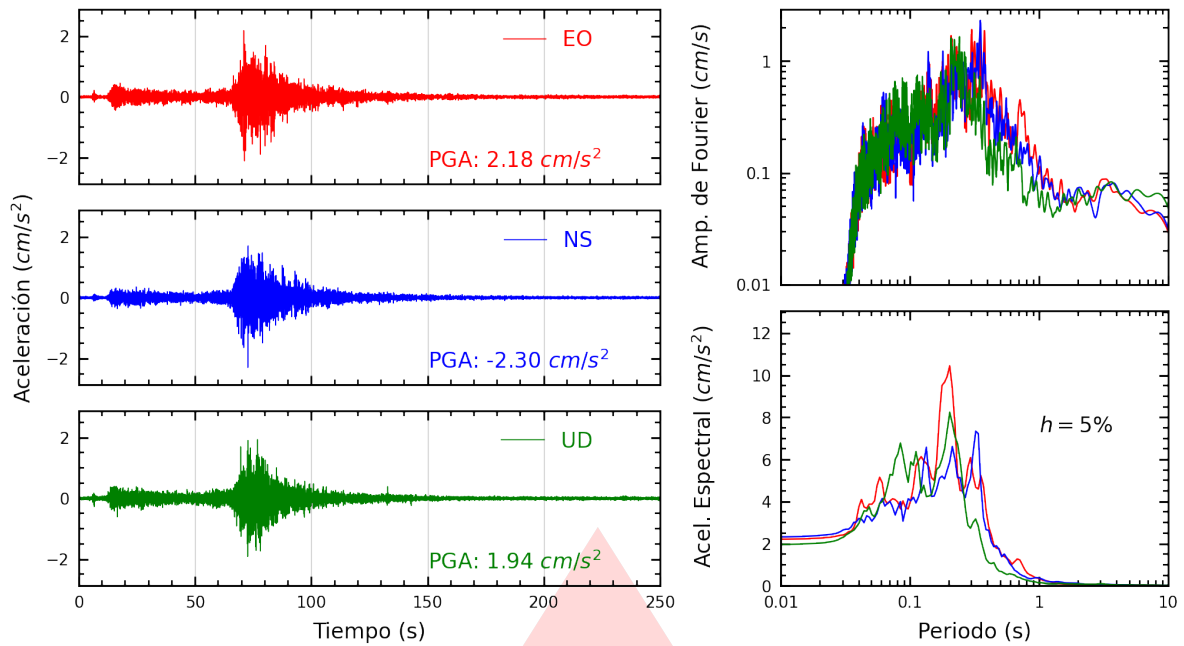 Aceleración (cm/s²)
2
0
−2
EO
PGA: 2.18 cm/s²
2
0
−2
NS
PGA: -2.30 cm/s²
2
0
−2
UD
PGA: 1.94 cm/s²
0 50 100 150 200 250
Tiempo (s)
Amp. de Fourier (cm/s)
1
0.1
0.01
Acel. Espectral (cm/s²)
12
10
8
6
4
2
0
h = 5%
0.01 0.1 1 10
Periodo (s)